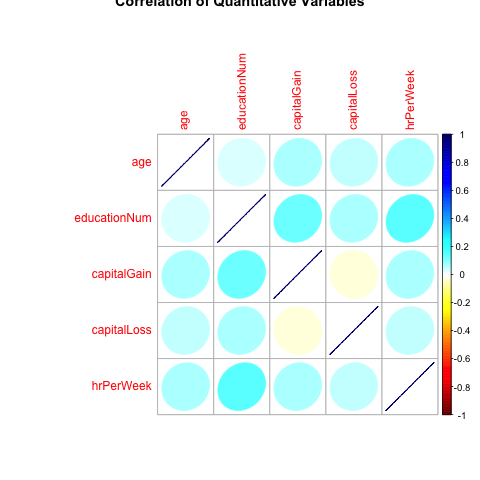 Correlation of Quantitative Variables
age
educationNum
capitalGain
capitalLoss
hrPerWeek
age
educationNum
capitalGain
capitalLoss
hrPerWeek
1
0.8
0.6
0.4
0.2
0
-0.2
-0.4
-0.6
-0.8
-1